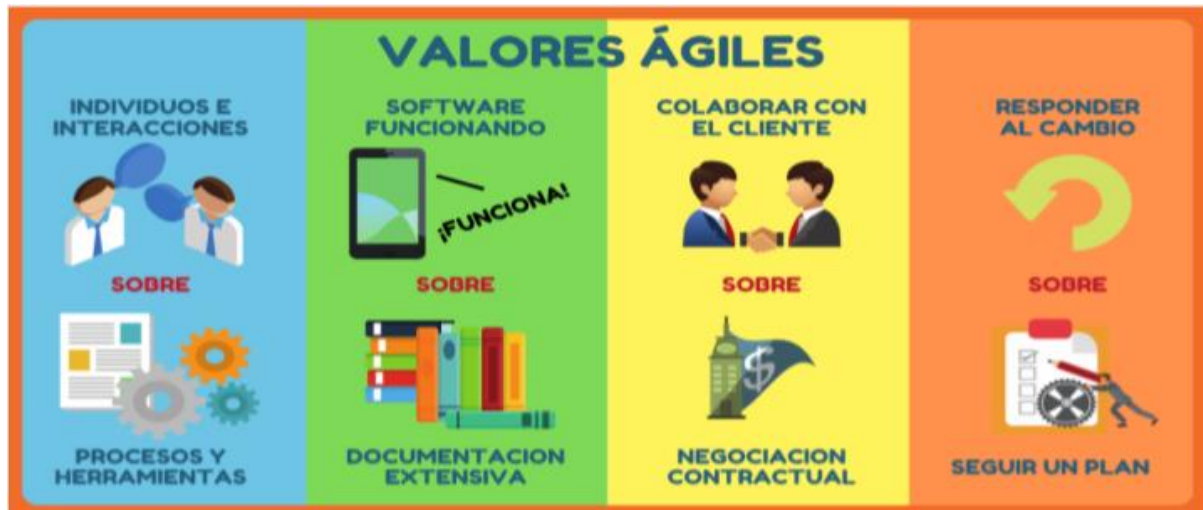 VALORES ÁGILES
INDIVIDUOS E
INTERACCIONES
SOBRE
PROCESOS Y
HERRAMIENTAS
SOFTWARE
FUNCIONANDO
¡FUNCIONA!
SOBRE
DOCUMENTACION
EXTENSIVA
COLABORAR CON
EL CLIENTE
SOBRE
$
NEGOCIACION
CONTRACTUAL
RESPONDER
AL CAMBIO
SOBRE
SEGUIR UN PLAN